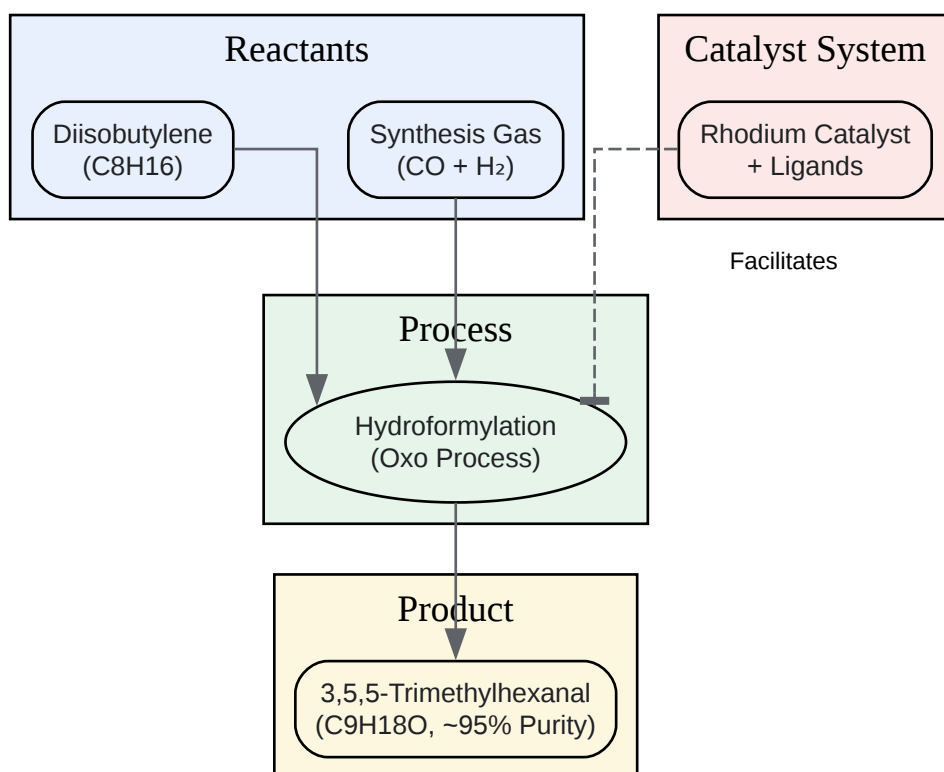 Reactants
Catalyst System
Diisobutylene
(C8H16)
Synthesis Gas
(CO + H₂)
Rhodium Catalyst
+ Ligands
Facilitates
Process
Hydroformylation
(Oxo Process)
Product
3,5,5-Trimethylhexanal
(C9H18O, ~95% Purity)